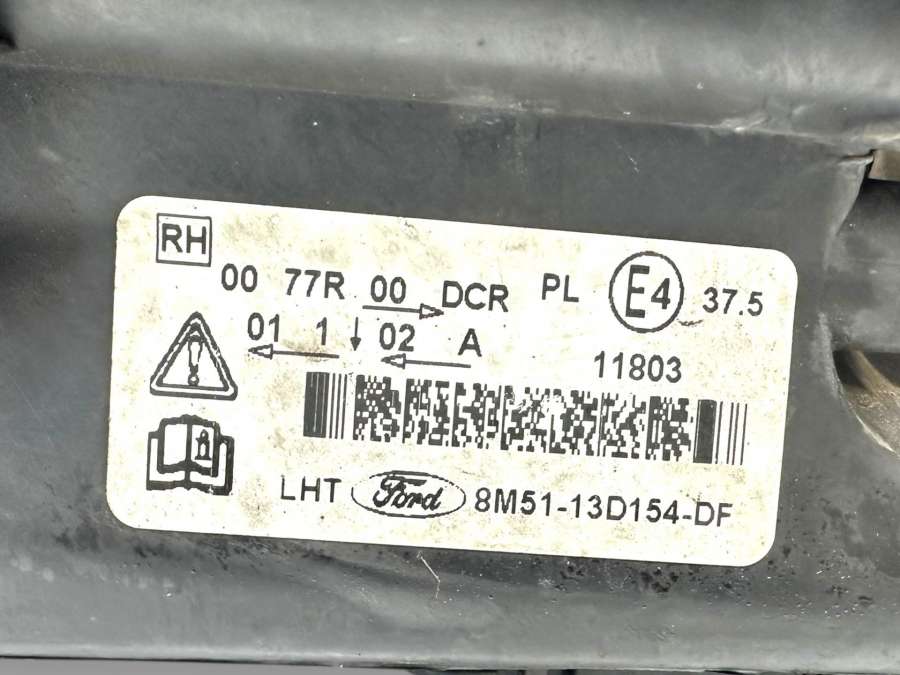 RH
00 77R 00 DCR PL E4 37.5
01 1 02 A
11803
LHT Ford 8M51-13D154-DF